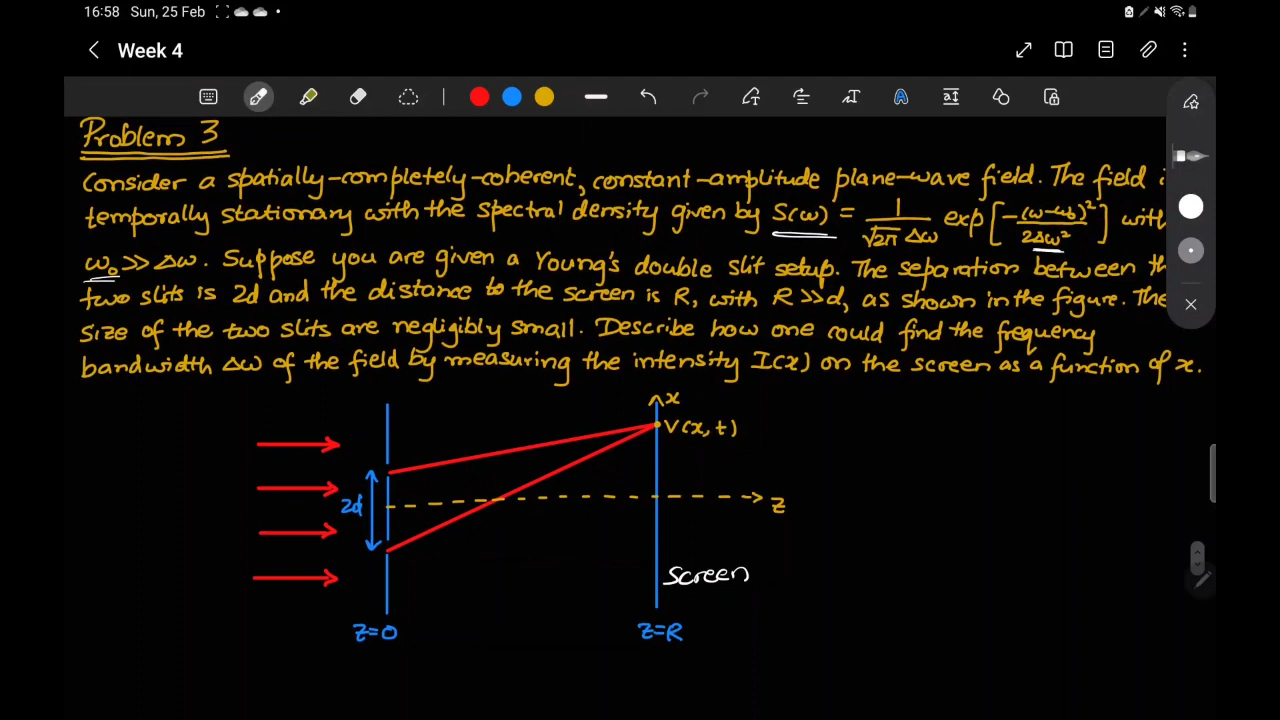 16:58 Sun, 25 Feb
Week 4
Problem 3
Consider a spatially-completely-coherent, constant-amplitude plane-wave field. The field i
temporally stationary with the spectral density given by S(ω) = 1/(√2π Δω) exp[-(ω-ω₀)²/2Δω²] with
ω₀ >> Δω. Suppose you are given a Young's double slit setup. The separation between th
two slits is 2d and the distance to the screen is R, with R>>d, as shown in the figure. The
size of the two slits are negligibly small. Describe how one could find the frequency
bandwidth Δω of the field by measuring the intensity I(x) on the screen as a function of x.
x
V(x,t)
2d
z
Screen
z=0
z=R